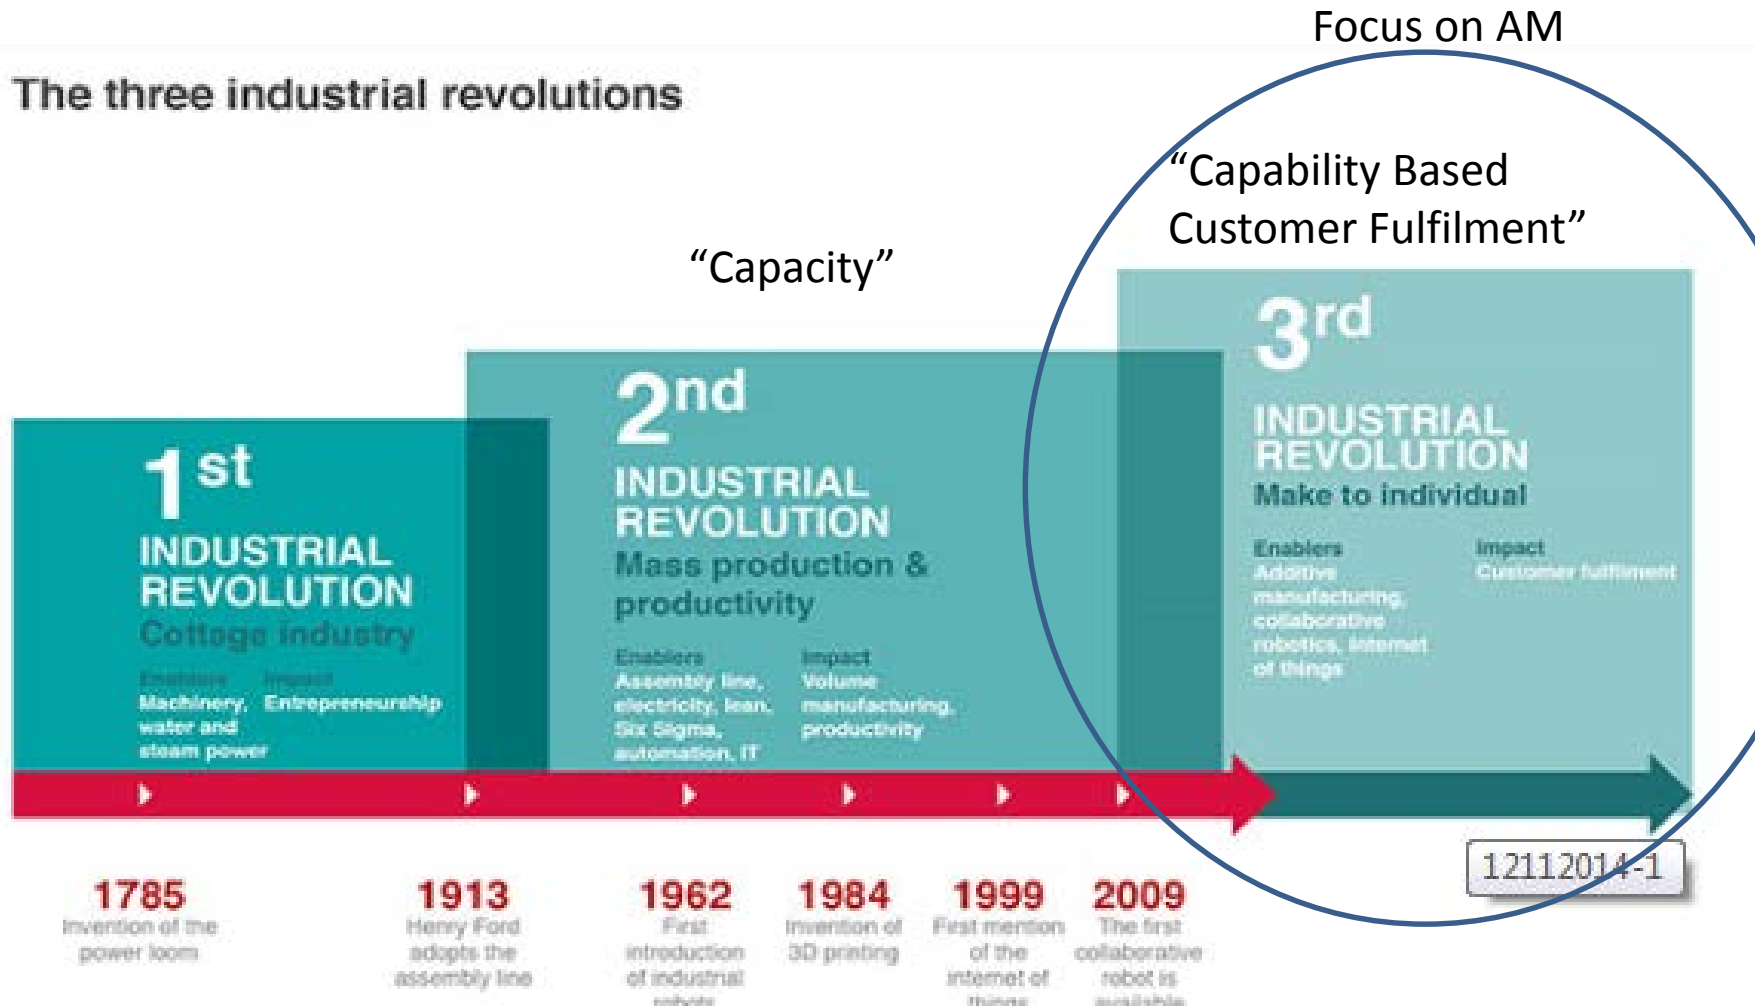 Focus on AM
The three industrial revolutions
“Capability Based
Customer Fulfilment”
“Capacity”
1st
INDUSTRIAL
REVOLUTION
Cottage industry
Enablers
Machinery,
water and
steam power
Impact
Entrepreneurship
2nd
INDUSTRIAL
REVOLUTION
Mass production &
productivity
Enablers
Assembly line,
electricity, lean,
Six Sigma,
automation, IT
Impact
Volume
manufacturing,
productivity
3rd
INDUSTRIAL
REVOLUTION
Make to individual
Enablers
Additive
manufacturing,
collaborative
robotics, internet
of things
Impact
Customer fulfilment
1785
Invention of the
power loom
1913
Henry Ford
adopts the
assembly line
1962
First
introduction
of industrial
robots
1984
Invention of
3D printing
1999
First mention
of the
internet of
things
2009
The first
collaborative
robot is
available
12112014-1